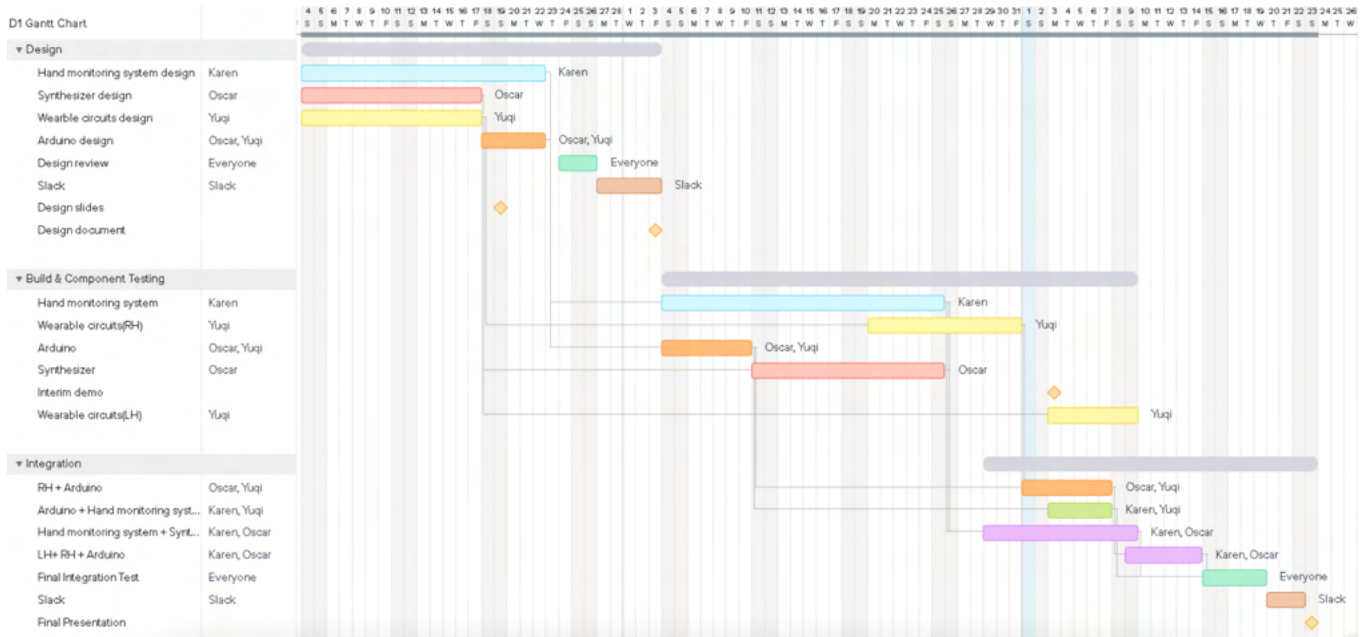 4 5 6 7 8 9 10 11 12 13 14 15 16 17 18 19 20 21 22 23 24 25 26 27 28 1 2 3 4 5 6 7 8 9 10 11 12 13 14 15 16 17 18 19 20 21 22 23 24 25 26 27 28 29 30 31 1 2 3 4 5 6 7 8 9 10 11 12 13 14 15 16 17 18 19 20 21 22 23 24 25 26
D1 Gantt Chart
S S M T W T F S S M T W T F S S M T W T F S S M T W T F S S M T W T F S S M T W T F S S M T W T F S S M T W T F S S M T W T F S S M T W T F S S M T W T F S S M T W
▾ Design
Hand monitoring system design Karen Karen
Synthesizer design Oscar Oscar
Wearble circuits design Yuqi Yuqi
Arduino design Oscar, Yuqi Oscar, Yuqi
Design review Everyone Everyone
Slack Slack Slack
Design slides
Design document
▾ Build & Component Testing
Hand monitoring system Karen Karen
Wearable circuits(RH) Yuqi Yuqi
Arduino Oscar, Yuqi Oscar, Yuqi
Synthesizer Oscar Oscar
Interim demo
Wearable circuits(LH) Yuqi Yuqi
▾ Integration
RH + Arduino Oscar, Yuqi Oscar, Yuqi
Arduino + Hand monitoring syst... Karen, Yuqi Karen, Yuqi
Hand monitoring system + Synt... Karen, Oscar Karen, Oscar
LH+ RH + Arduino Karen, Oscar Karen, Oscar
Final Integration Test Everyone Everyone
Slack Slack Slack
Final Presentation